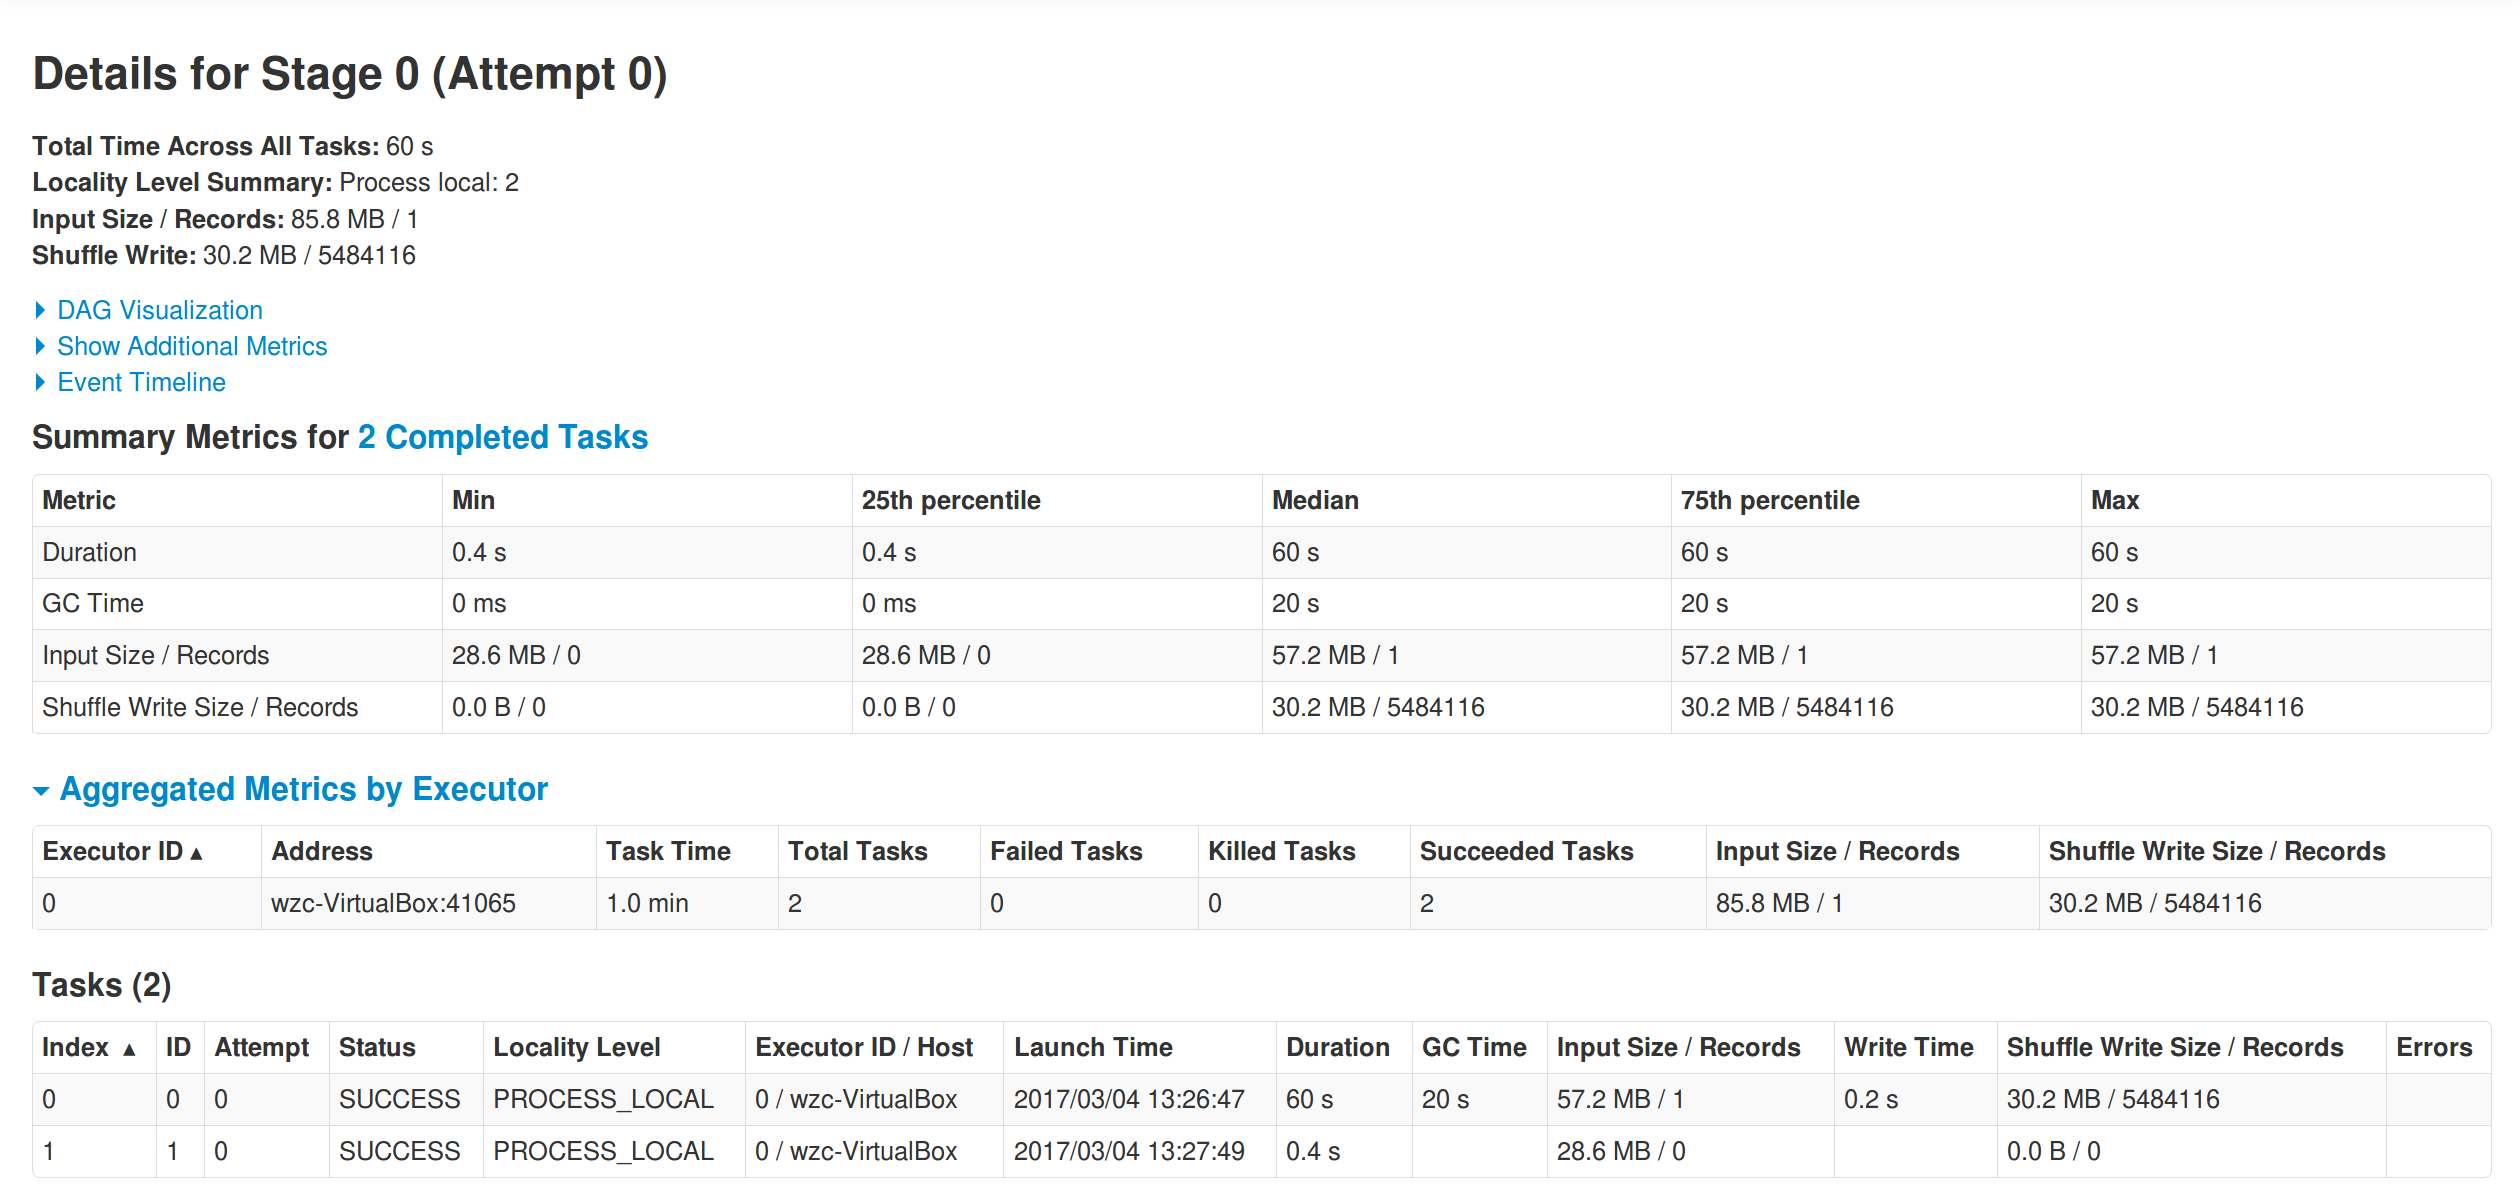 Details for Stage 0 (Attempt 0)
Total Time Across All Tasks: 60 s
Locality Level Summary: Process local: 2
Input Size / Records: 85.8 MB / 1
Shuffle Write: 30.2 MB / 5484116
DAG Visualization
Show Additional Metrics
Event Timeline
Summary Metrics for 2 Completed Tasks
Metric Min 25th percentile Median 75th percentile Max
Duration 0.4 s 0.4 s 60 s 60 s 60 s
GC Time 0 ms 0 ms 20 s 20 s 20 s
Input Size / Records 28.6 MB / 0 28.6 MB / 0 57.2 MB / 1 57.2 MB / 1 57.2 MB / 1
Shuffle Write Size / Records 0.0 B / 0 0.0 B / 0 30.2 MB / 5484116 30.2 MB / 5484116 30.2 MB / 5484116
Aggregated Metrics by Executor
Executor ID ▲ Address Task Time Total Tasks Failed Tasks Killed Tasks Succeeded Tasks Input Size / Records Shuffle Write Size / Records
0 wzc-VirtualBox:41065 1.0 min 2 0 0 2 85.8 MB / 1 30.2 MB / 5484116
Tasks (2)
Index ▲ ID Attempt Status Locality Level Executor ID / Host Launch Time Duration GC Time Input Size / Records Write Time Shuffle Write Size / Records Errors
0 0 0 SUCCESS PROCESS_LOCAL 0 / wzc-VirtualBox 2017/03/04 13:26:47 60 s 20 s 57.2 MB / 1 0.2 s 30.2 MB / 5484116
1 1 0 SUCCESS PROCESS_LOCAL 0 / wzc-VirtualBox 2017/03/04 13:27:49 0.4 s 28.6 MB / 0 0.0 B / 0